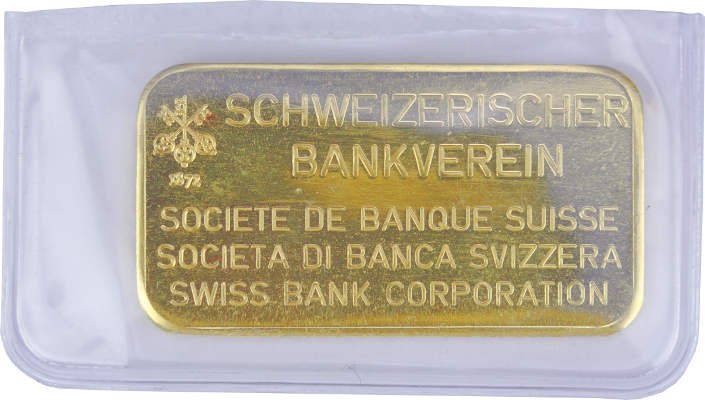 SCHWEIZERISCHER
BANKVEREIN
1872
SOCIETE DE BANQUE SUISSE
SOCIETA DI BANCA SVIZZERA
SWISS BANK CORPORATION